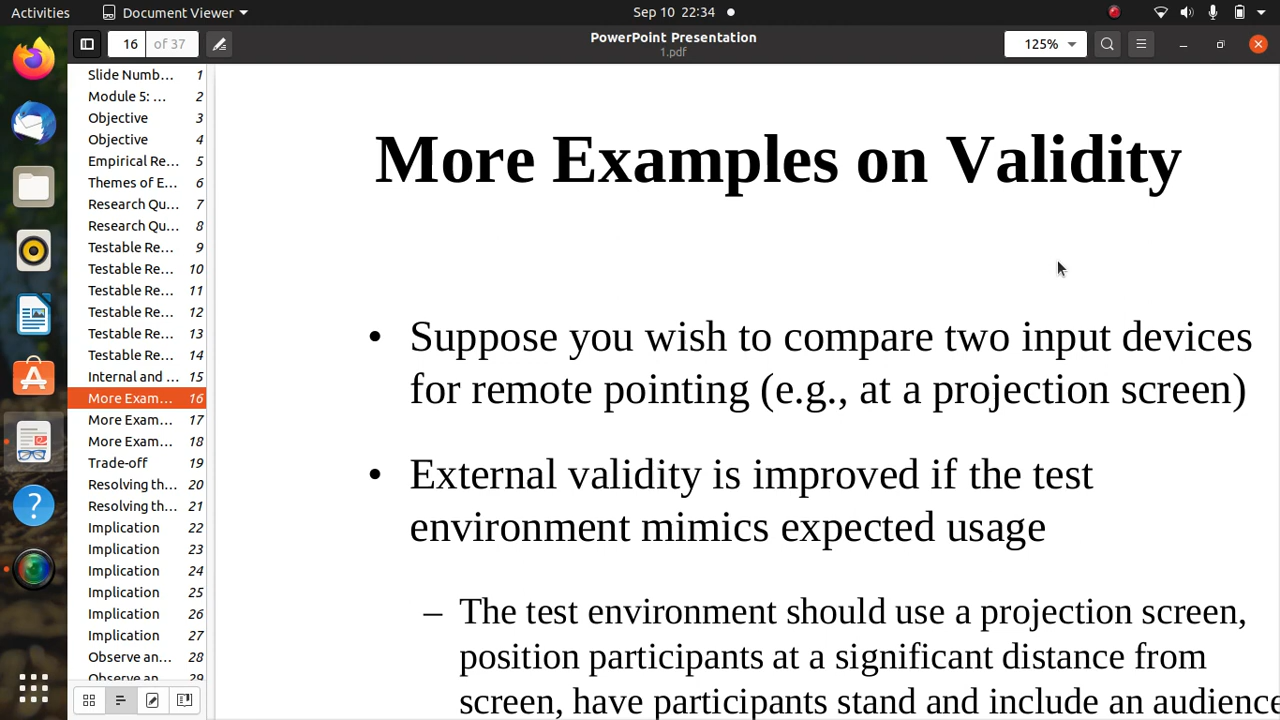 Activities
Document Viewer
Sep 10 22:34
16 of 37
PowerPoint Presentation
1.pdf
125%
Slide Numb... 1
Module 5: ... 2
Objective 3
Objective 4
Empirical Re... 5
Themes of E... 6
Research Qu... 7
Research Qu... 8
Testable Re... 9
Testable Re... 10
Testable Re... 11
Testable Re... 12
Testable Re... 13
Testable Re... 14
Internal and ... 15
More Exam... 16
More Exam... 17
More Exam... 18
Trade-off 19
Resolving th... 20
Resolving th... 21
Implication 22
Implication 23
Implication 24
Implication 25
Implication 26
Implication 27
Observe an... 28
Observe an... 29
More Examples on Validity
• Suppose you wish to compare two input devices
for remote pointing (e.g., at a projection screen)
• External validity is improved if the test
environment mimics expected usage
– The test environment should use a projection screen,
position participants at a significant distance from
screen, have participants stand and include an audience